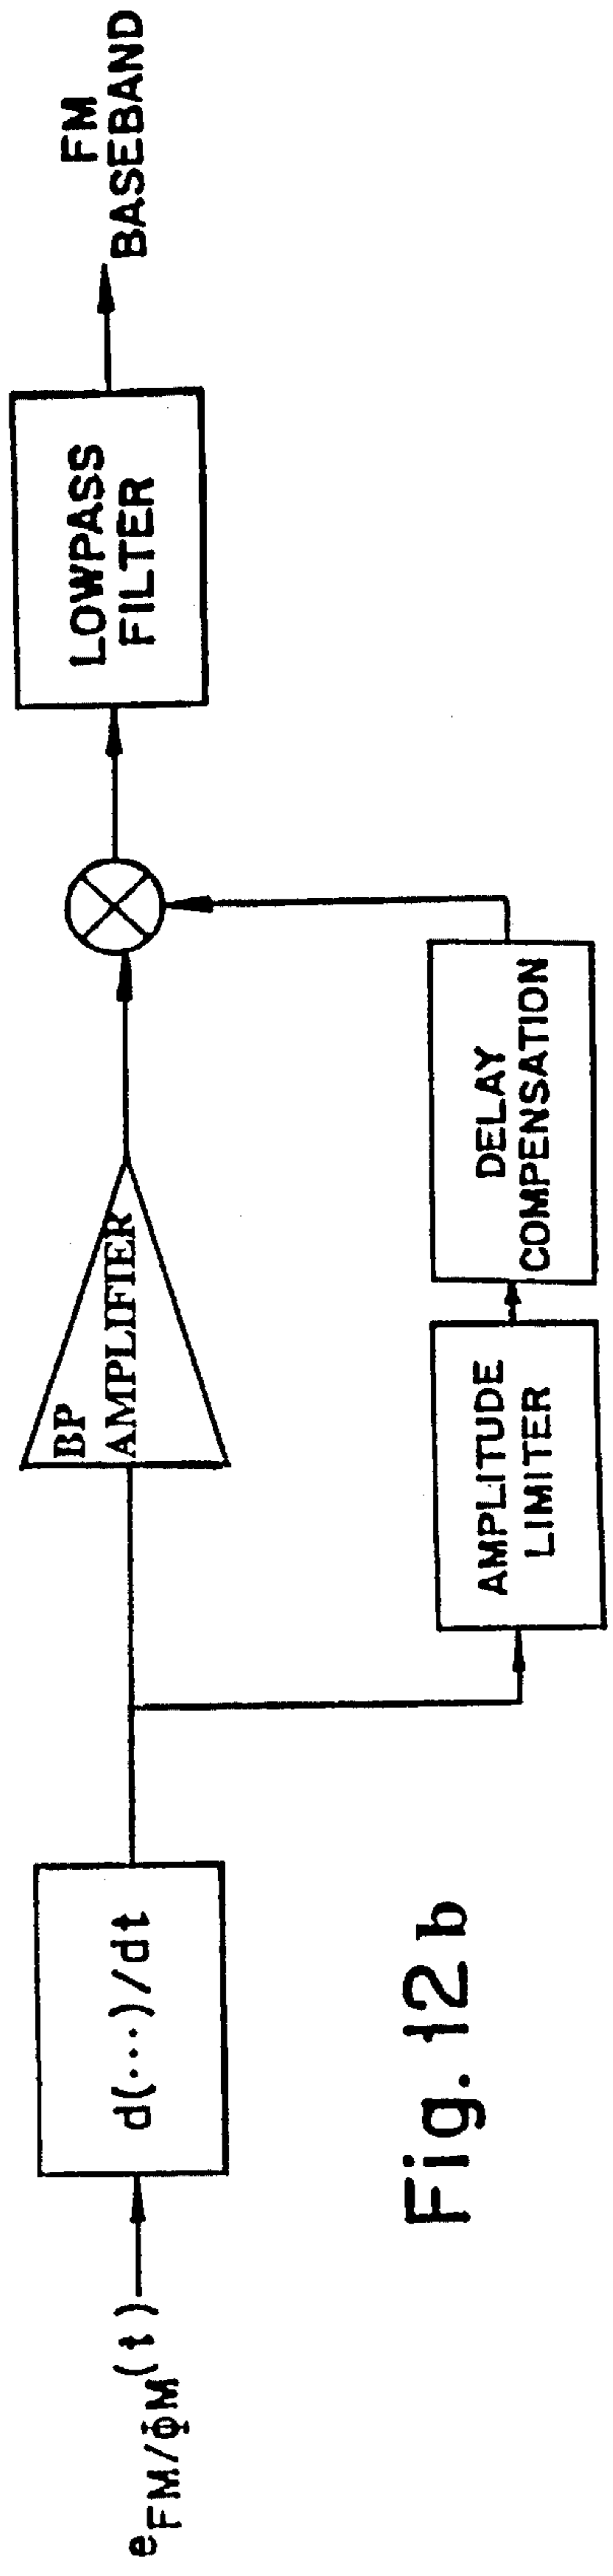 e_FM/ΦM(t)
d(···)/dt
BP
AMPLIFIER
AMPLITUDE
LIMITER
DELAY
COMPENSATION
LOWPASS
FILTER
FM
BASEBAND
Fig. 12b